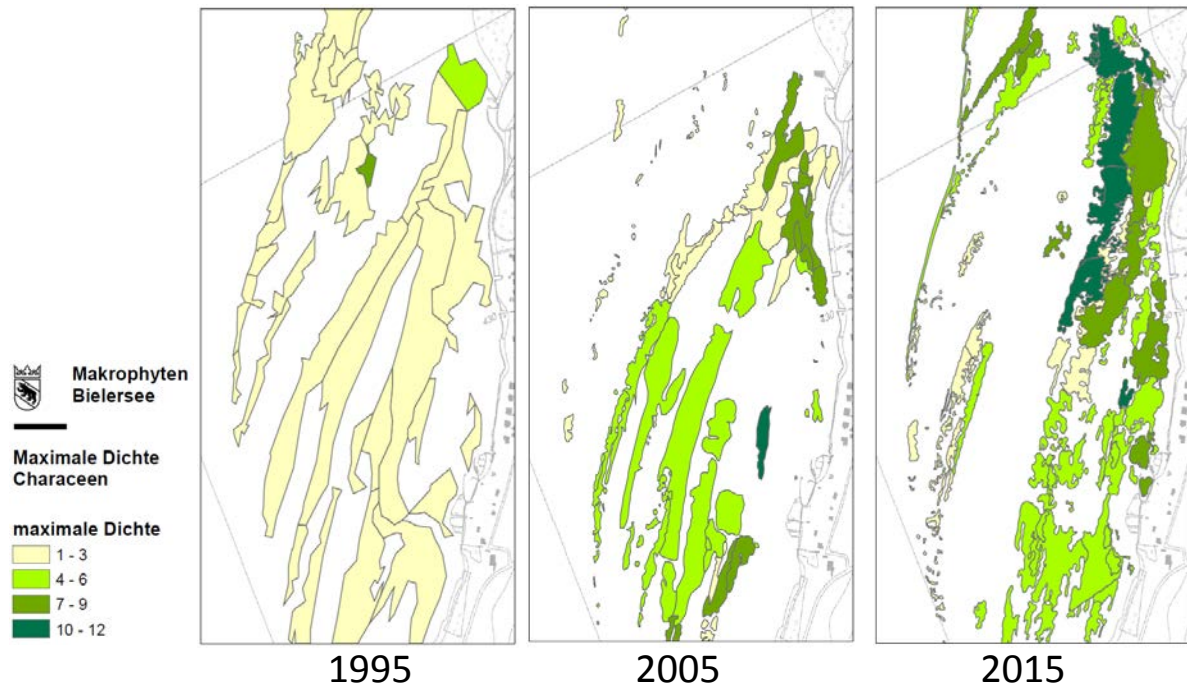 Makrophyten
Bielersee
Maximale Dichte
Characeen
maximale Dichte
1 - 3
4 - 6
7 - 9
10 - 12
1995
2005
2015